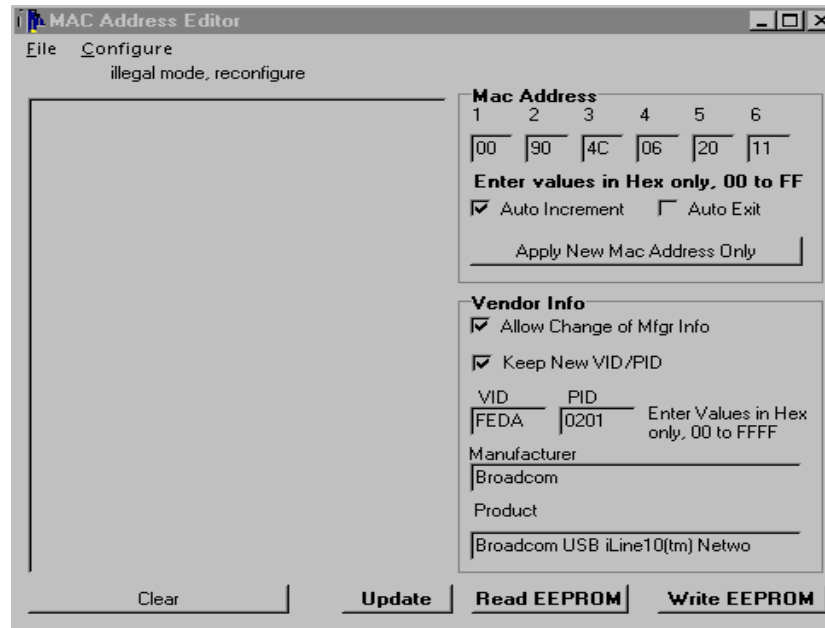 MAC Address Editor
File Configure
illegal mode, reconfigure
Mac Address
1 2 3 4 5 6
00 90 4C 06 20 11
Enter values in Hex only, 00 to FF
Auto Increment Auto Exit
Apply New Mac Address Only
Vendor Info
Allow Change of Mfgr Info
Keep New VID/PID
VID PID
FEDA 0201 Enter Values in Hex
only, 00 to FFFF
Manufacturer
Broadcom
Product
Broadcom USB iLine10(tm) Netwo
Clear Update Read EEPROM Write EEPROM